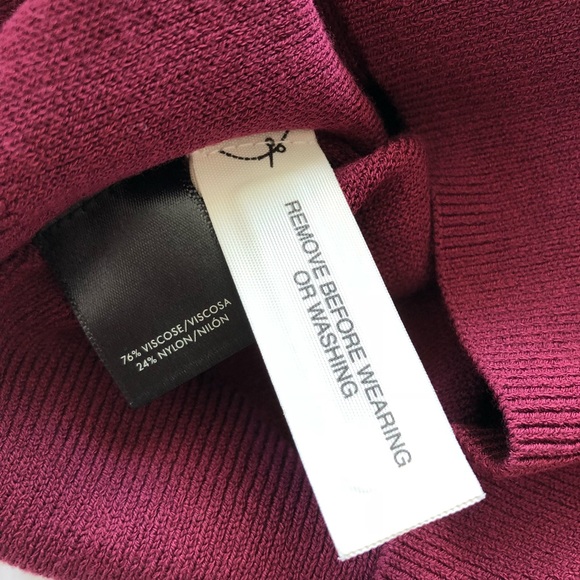 76% VISCOSE/VISCOSA
24% NYLON/NILÓN
REMOVE BEFORE WEARING
OR WASHING